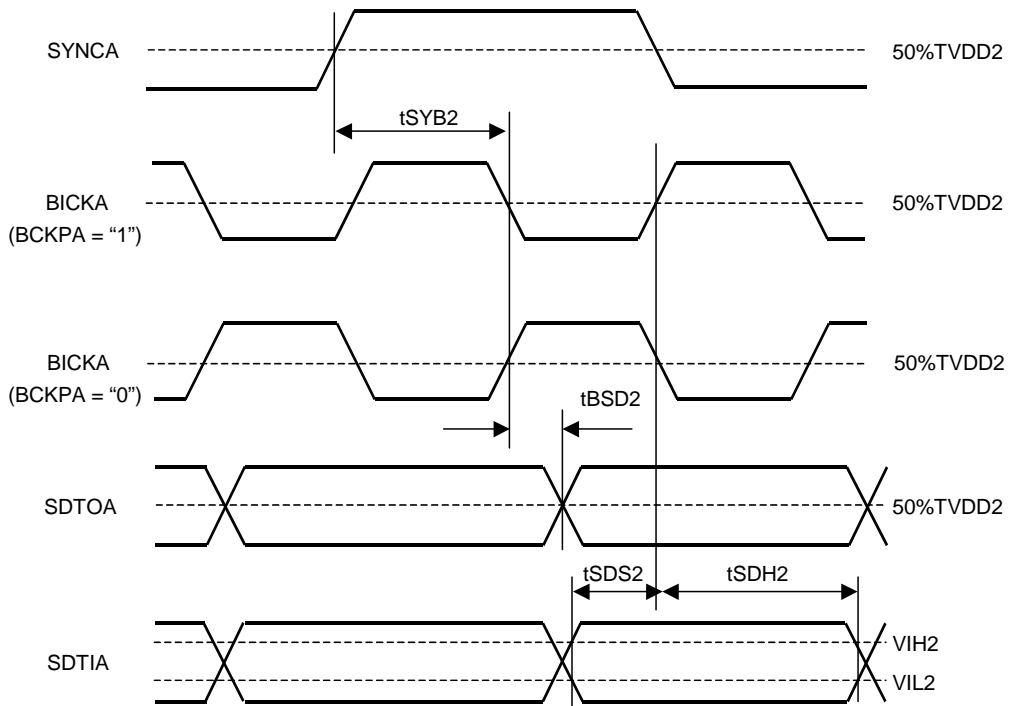 SYNCA
50%TVDD2
tSYB2
BICKA
(BCKPA = “1”)
50%TVDD2
BICKA
(BCKPA = “0”)
50%TVDD2
tBSD2
SDTOA
50%TVDD2
tSDS2
tSDH2
SDTIA
VIH2
VIL2